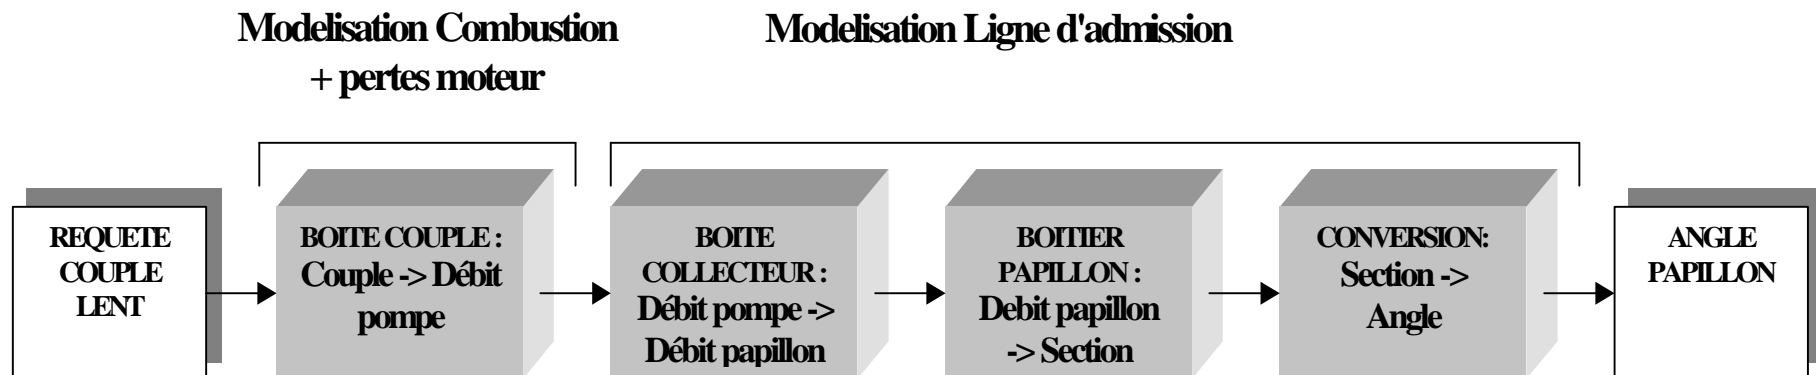 Modelisation Combustion
+ pertes moteur
Modelisation Ligne d'admission
REQUETE
COUPLE
LENT
BOITE COUPLE :
Couple -> Débit
pompe
BOITE
COLLECTEUR :
Débit pompe ->
Débit papillon
BOITIER
PAPILLON :
Debit papillon
-> Section
CONVERSION:
Section ->
Angle
ANGLE
PAPILLON